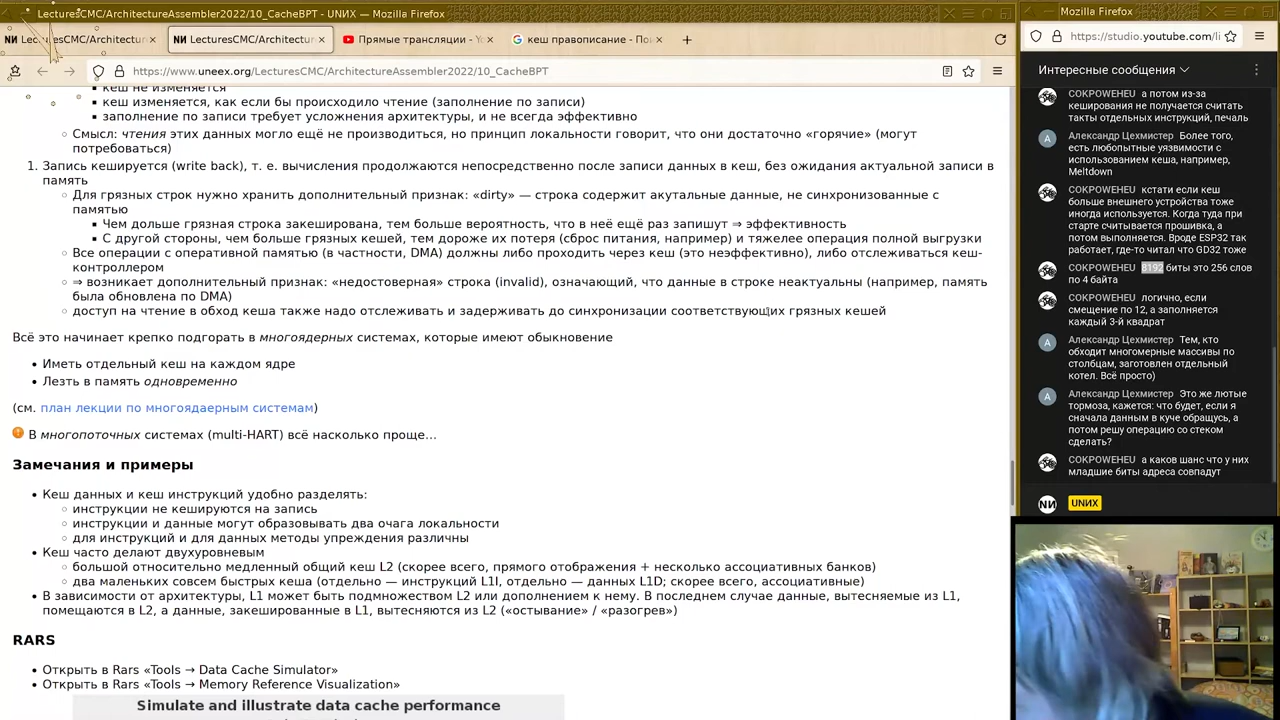 LecturesCMC/ArchitectureAssembler2022/10_CacheBPT — UNИX — Mozilla Firefox
LecturesCMC/Architectur
LecturesCMC/Architectur
Прямые трансляции - Yo
кеш правописание - Пои
https://www.uneex.org/LecturesCMC/ArchitectureAssembler2022/10_CacheBPT
кеш не изменяется
кеш изменяется, как если бы происходило чтение (заполнение по записи)
заполнение по записи требует усложнения архитектуры, и не всегда эффективно
Смысл: чтения этих данных могло ещё не производиться, но принцип локальности говорит, что они достаточно «горячие» (могут
потребоваться)
1. Запись кешируется (write back), т. е. вычисления продолжаются непосредственно после записи данных в кеш, без ожидания актуальной записи в
память
Для грязных строк нужно хранить дополнительный признак: «dirty» — строка содержит акутальные данные, не синхронизованные с
памятью
Чем дольше грязная строка закеширована, тем больше вероятность, что в неё ещё раз запишут ⇒ эффективность
С другой стороны, чем больше грязных кешей, тем дороже их потеря (сброс питания, например) и тяжелее операция полной выгрузки
Все операции с оперативной памятью (в частности, DMA) должны либо проходить через кеш (это неэффективно), либо отслеживаться кеш-
контроллером
⇒ возникает дополнительный признак: «недостоверная» строка (invalid), означающий, что данные в строке неактуальны (например, память
была обновлена по DMA)
доступ на чтение в обход кеша также надо отслеживать и задерживать до синхронизации соответствующих грязных кешей
Всё это начинает крепко подгорать в многоядерных системах, которые имеют обыкновение
Иметь отдельный кеш на каждом ядре
Лезть в память одновременно
(см. план лекции по многоядаерным системам)
В многопоточных системах (multi-HART) всё насколько проще…
Замечания и примеры
Кеш данных и кеш инструкций удобно разделять:
инструкции не кешируются на запись
инструкции и данные могут образовывать два очага локальности
для инструкций и для данных методы упреждения различны
Кеш часто делают двухуровневым
большой относительно медленный общий кеш L2 (скорее всего, прямого отображения + несколько ассоциативных банков)
два маленьких совсем быстрых кеша (отдельно — инструкций L1I, отдельно — данных L1D; скорее всего, ассоциативные)
В зависимости от архитектуры, L1 может быть подмножеством L2 или дополнением к нему. В последнем случае данные, вытесняемые из L1,
помещаются в L2, а данные, закешированные в L1, вытесняются из L2 («остывание» / «разогрев»)
RARS
Открыть в Rars «Tools → Data Cache Simulator»
Открыть в Rars «Tools → Memory Reference Visualization»
Simulate and illustrate data cache performance
Mozilla Firefox
https://studio.youtube.com/li
Интересные сообщения
COKPOWEHEU а потом из-за
кеширования не получается считать
такты отдельных инструкций, печаль
Александр Цехмистер Более того,
есть любопытные уязвимости с
использованием кеша, например,
Meltdown
COKPOWEHEU кстати если кеш
больше внешнего устройства тоже
иногда используется. Когда туда при
старте считывается прошивка, а
потом выполняется. Вроде ESP32 так
работает, где-то читал что GD32 тоже
COKPOWEHEU 8192 биты это 256 слов
по 4 байта
COKPOWEHEU логично, если
смещение по 12, а заполняется
каждый 3-й квадрат
Александр Цехмистер Тем, кто
обходит многомерные массивы по
столбцам, заготовлен отдельный
котел. Всё просто)
Александр Цехмистер Это же лютые
тормоза, кажется: что будет, если я
сначала данным в куче обращусь, а
потом решу операцию со стеком
сделать?
COKPOWEHEU а каков шанс что у них
младшие биты адреса совпадут
UNИX